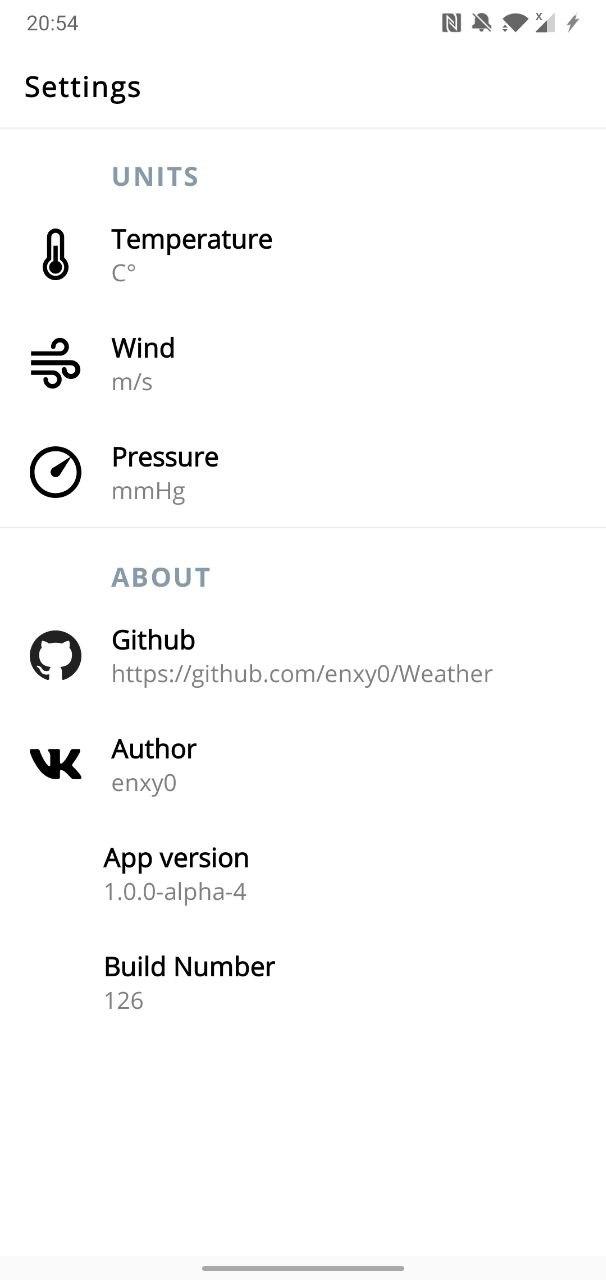 20:54
Settings
UNITS
Temperature
C°
Wind
m/s
Pressure
mmHg
ABOUT
Github
https://github.com/enxy0/Weather
Author
enxy0
App version
1.0.0-alpha-4
Build Number
126